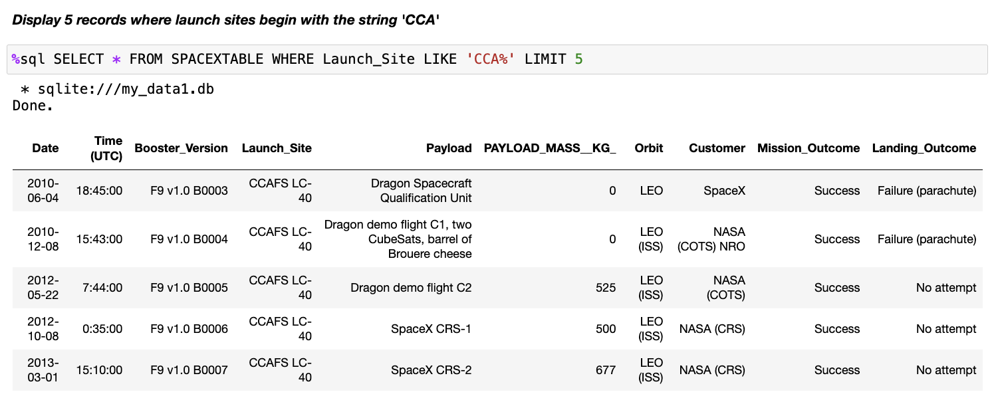 Display 5 records where launch sites begin with the string 'CCA'
%sql SELECT * FROM SPACEXTABLE WHERE Launch_Site LIKE 'CCA%' LIMIT 5
* sqlite:///my_data1.db
Done.
Date Time (UTC) Booster_Version Launch_Site Payload PAYLOAD_MASS__KG_ Orbit Customer Mission_Outcome Landing_Outcome
2010-06-04 18:45:00 F9 v1.0 B0003 CCAFS LC-40 Dragon Spacecraft Qualification Unit 0 LEO SpaceX Success Failure (parachute)
2010-12-08 15:43:00 F9 v1.0 B0004 CCAFS LC-40 Dragon demo flight C1, two CubeSats, barrel of Brouere cheese 0 LEO (ISS) NASA (COTS) NRO Success Failure (parachute)
2012-05-22 7:44:00 F9 v1.0 B0005 CCAFS LC-40 Dragon demo flight C2 525 LEO (ISS) NASA (COTS) Success No attempt
2012-10-08 0:35:00 F9 v1.0 B0006 CCAFS LC-40 SpaceX CRS-1 500 LEO (ISS) NASA (CRS) Success No attempt
2013-03-01 15:10:00 F9 v1.0 B0007 CCAFS LC-40 SpaceX CRS-2 677 LEO (ISS) NASA (CRS) Success No attempt